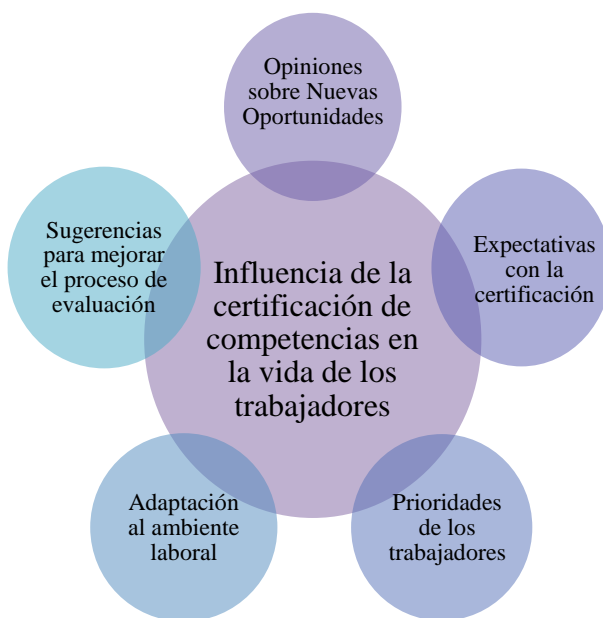 Opiniones
sobre Nuevas
Oportunidades
Sugerencias
para mejorar
el proceso de
evaluación
Expectativas
con la
certificación
Influencia de la
certificación de
competencias en
la vida de los
trabajadores
Adaptación
al ambiente
laboral
Prioridades
de los
trabajadores